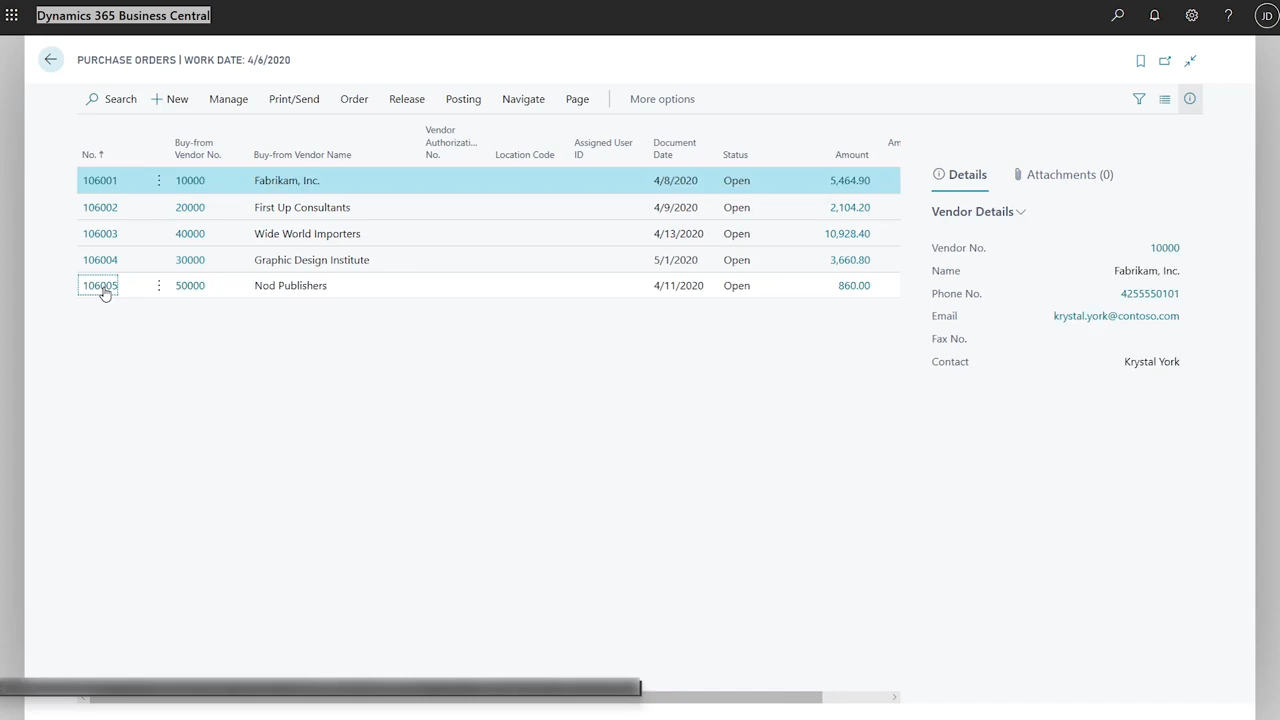 Dynamics 365 Business Central
?
JD
PURCHASE ORDERS | WORK DATE: 4/6/2020
Search
+ New
Manage
Print/Send
Order
Release
Posting
Navigate
Page
More options
No. ↑
Buy-from
Vendor No.
Buy-from Vendor Name
Vendor
Authorizati...
No.
Location Code
Assigned User
ID
Document
Date
Status
Amount
Am
106001 10000 Fabrikam, Inc. 4/8/2020 Open 5,464.90
106002 20000 First Up Consultants 4/9/2020 Open 2,104.20
106003 40000 Wide World Importers 4/13/2020 Open 10,928.40
106004 30000 Graphic Design Institute 5/1/2020 Open 3,660.80
106005 50000 Nod Publishers 4/11/2020 Open 860.00
Details
Attachments (0)
Vendor Details
Vendor No. 10000
Name Fabrikam, Inc.
Phone No. 4255550101
Email krystal.york@contoso.com
Fax No.
Contact Krystal York